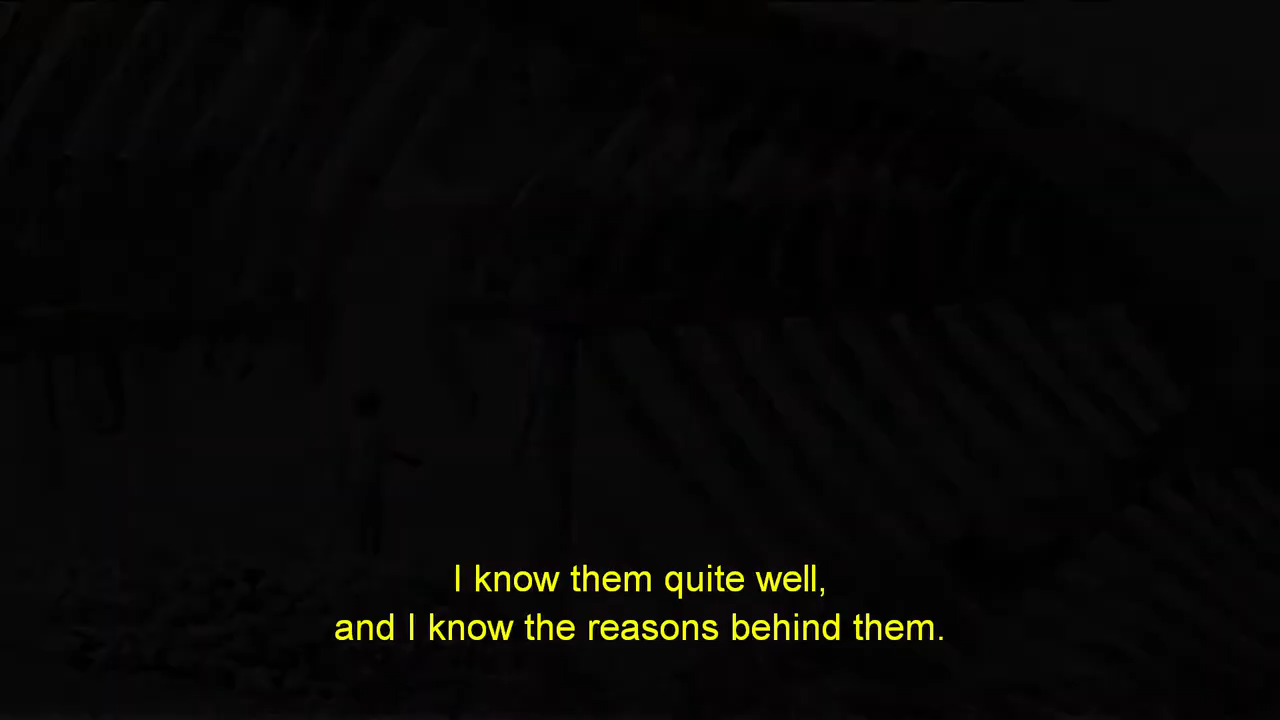 I know them quite well,
and I know the reasons behind them.